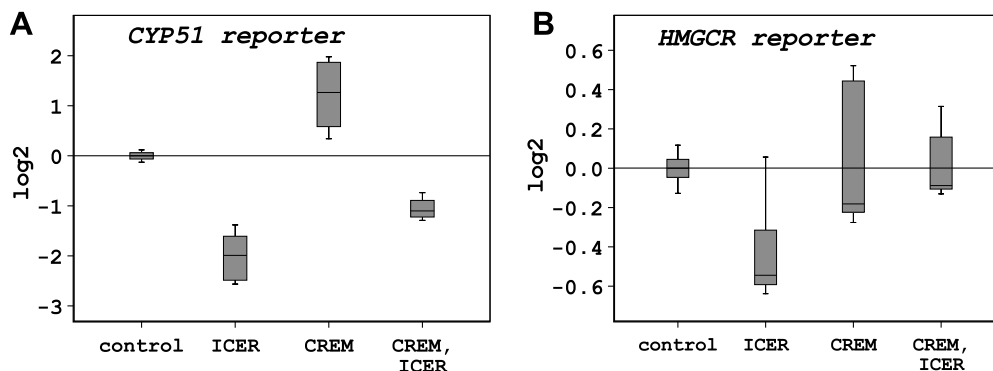 A
CYP51 reporter
log2
2
1
0
-1
-2
-3
control
ICER
CREM
CREM,
ICER
B
HMGCR reporter
log2
0.6
0.4
0.2
0.0
-0.2
-0.4
-0.6
control
ICER
CREM
CREM,
ICER